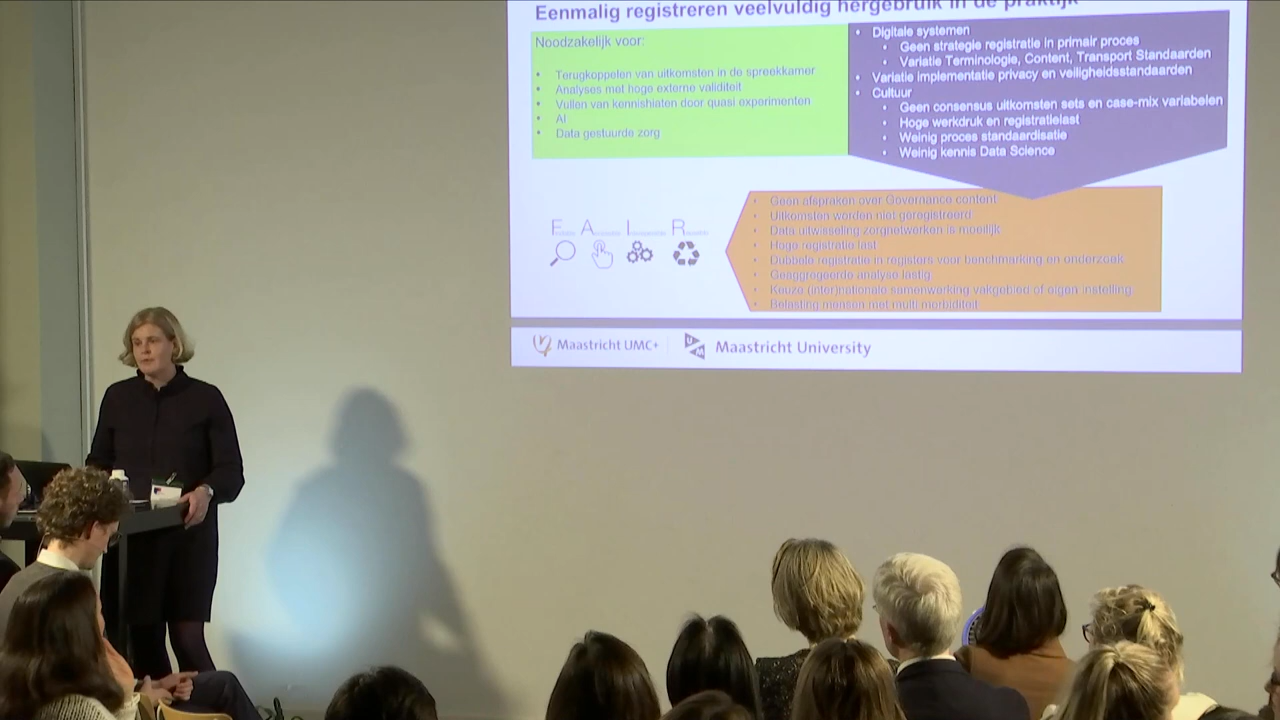 Eenmalig registreren veelvuldig hergebruik in de praktijk
Noodzakelijk voor:
• Terugkoppelen van uitkomsten in de spreekkamer
• Analyses met hoge externe validiteit
• Vullen van kennishiaten door quasi experimenten
• AI
• Data gestuurde zorg
• Digitale systemen
• Geen strategie registratie in primair proces
• Variatie Terminologie, Content, Transport Standaarden
• Variatie implementatie privacy en veiligheidsstandaarden
• Cultuur
• Geen consensus uitkomsten sets en case-mix variabelen
• Hoge werkdruk en registratielast
• Weinig proces standaardisatie
• Weinig kennis Data Science
F A I R
• Geen afspraken over Governance content
• Uitkomsten worden niet geregistreerd
• Data uitwisseling zorgnetwerken is moeilijk
• Hoge registratie last
• Dubbele registratie in registers voor benchmarking en onderzoek
• Geaggregeerde analyse lastig
• Keuze (inter)nationale samenwerking vakgebied of eigen instelling
• Belasting mensen met multi morbiditeit
Maastricht UMC+
UM Maastricht University